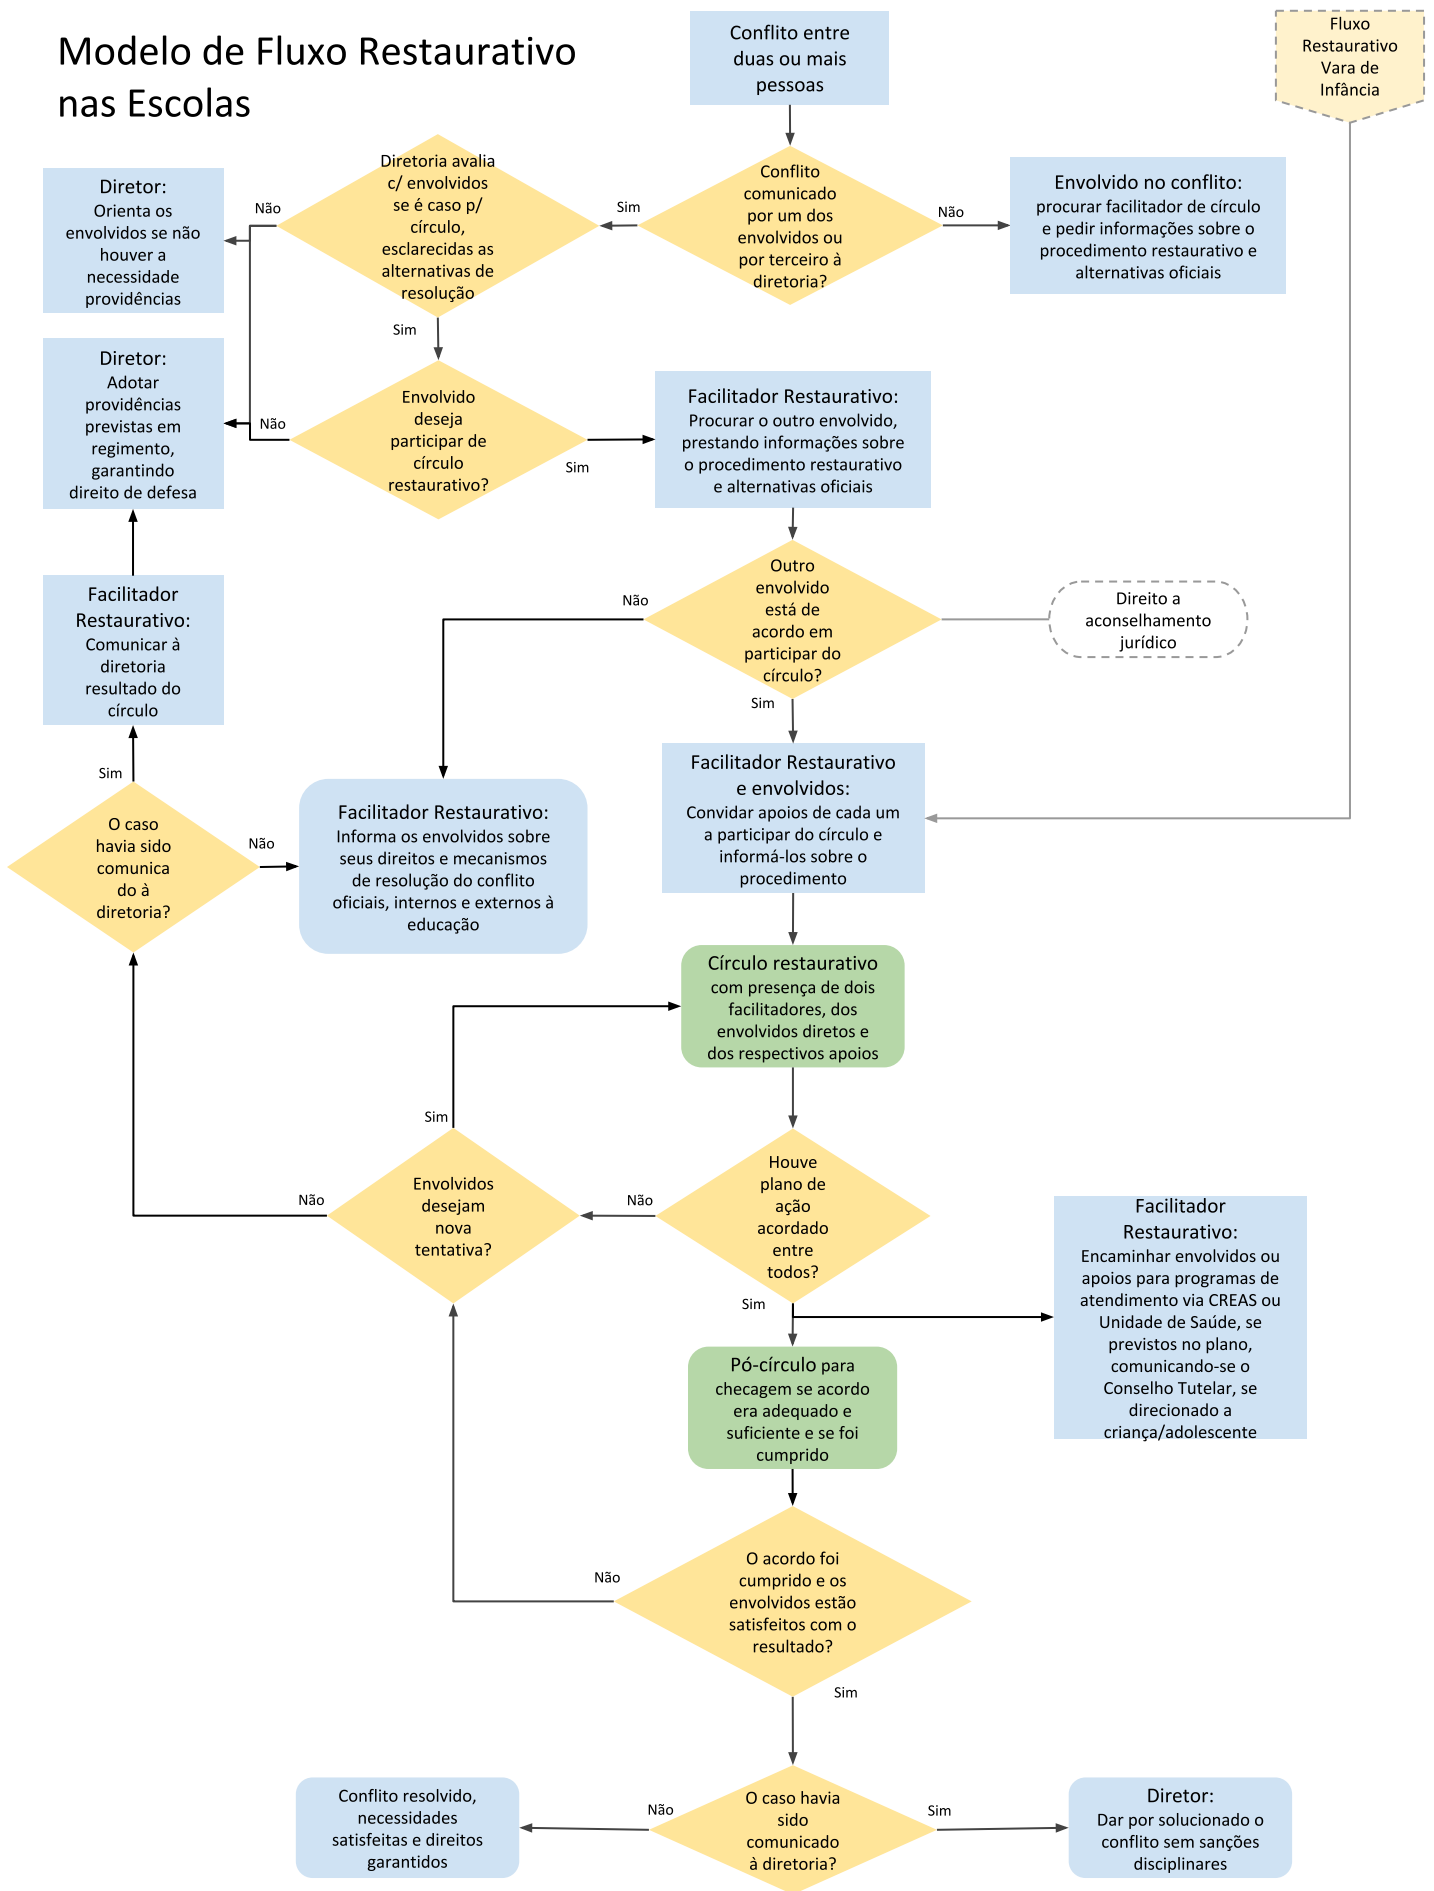 Modelo de Fluxo Restaurativo
nas Escolas
Conflito entre
duas ou mais
pessoas
Fluxo
Restaurativo
Vara de
Infância
Conflito
comunicado
por um dos
envolvidos ou
por terceiro à
diretoria?
Sim
Não
Envolvido no conflito:
procurar facilitador de círculo
e pedir informações sobre o
procedimento restaurativo e
alternativas oficiais
Diretoria avalia
c/ envolvidos
se é caso p/
círculo,
esclarecidas as
alternativas de
resolução
Não
Sim
Diretor:
Orienta os
envolvidos se não
houver a
necessidade
providências
Diretor:
Adotar
providências
previstas em
regimento,
garantindo
direito de defesa
Envolvido
deseja
participar de
círculo
restaurativo?
Não
Sim
Facilitador Restaurativo:
Procurar o outro envolvido,
prestando informações sobre
o procedimento restaurativo
e alternativas oficiais
Outro
envolvido
está de
acordo em
participar do
círculo?
Não
Sim
Direito a
aconselhamento
jurídico
Facilitador
Restaurativo:
Comunicar à
diretoria
resultado do
círculo
Sim
O caso
havia sido
comunica
do à
diretoria?
Não
Facilitador Restaurativo:
Informa os envolvidos sobre
seus direitos e mecanismos
de resolução do conflito
oficiais, internos e externos à
educação
Facilitador Restaurativo
e envolvidos:
Convidar apoios de cada um
a participar do círculo e
informá-los sobre o
procedimento
Círculo restaurativo
com presença de dois
facilitadores, dos
envolvidos diretos e
dos respectivos apoios
Sim
Envolvidos
desejam
nova
tentativa?
Não
Não
Houve
plano de
ação
acordado
entre
todos?
Sim
Facilitador
Restaurativo:
Encaminhar envolvidos ou
apoios para programas de
atendimento via CREAS ou
Unidade de Saúde, se
previstos no plano,
comunicando-se o
Conselho Tutelar, se
direcionado a
criança/adolescente
Pó-círculo para
checagem se acordo
era adequado e
suficiente e se foi
cumprido
O acordo foi
cumprido e os
envolvidos estão
satisfeitos com o
resultado?
Não
Sim
O caso havia
sido
comunicado
à diretoria?
Não
Sim
Conflito resolvido,
necessidades
satisfeitas e direitos
garantidos
Diretor:
Dar por solucionado o
conflito sem sanções
disciplinares